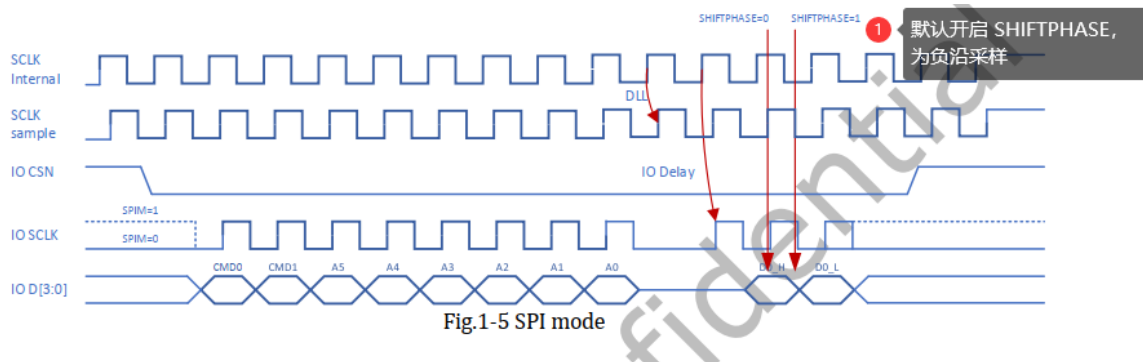 SHIFTPHASE=0 SHIFTPHASE=1
1 默认开启 SHIFTPHASE,
为负沿采样
SCLK
Internal
DLL
SCLK
sample
IO CSN
IO Delay
SPIM=1
IO SCLK
SPIM=0
CMD0 CMD1 A5 A4 A3 A2 A1 A0 D0_H D0_L
IO D[3:0]
Fig.1-5 SPI mode